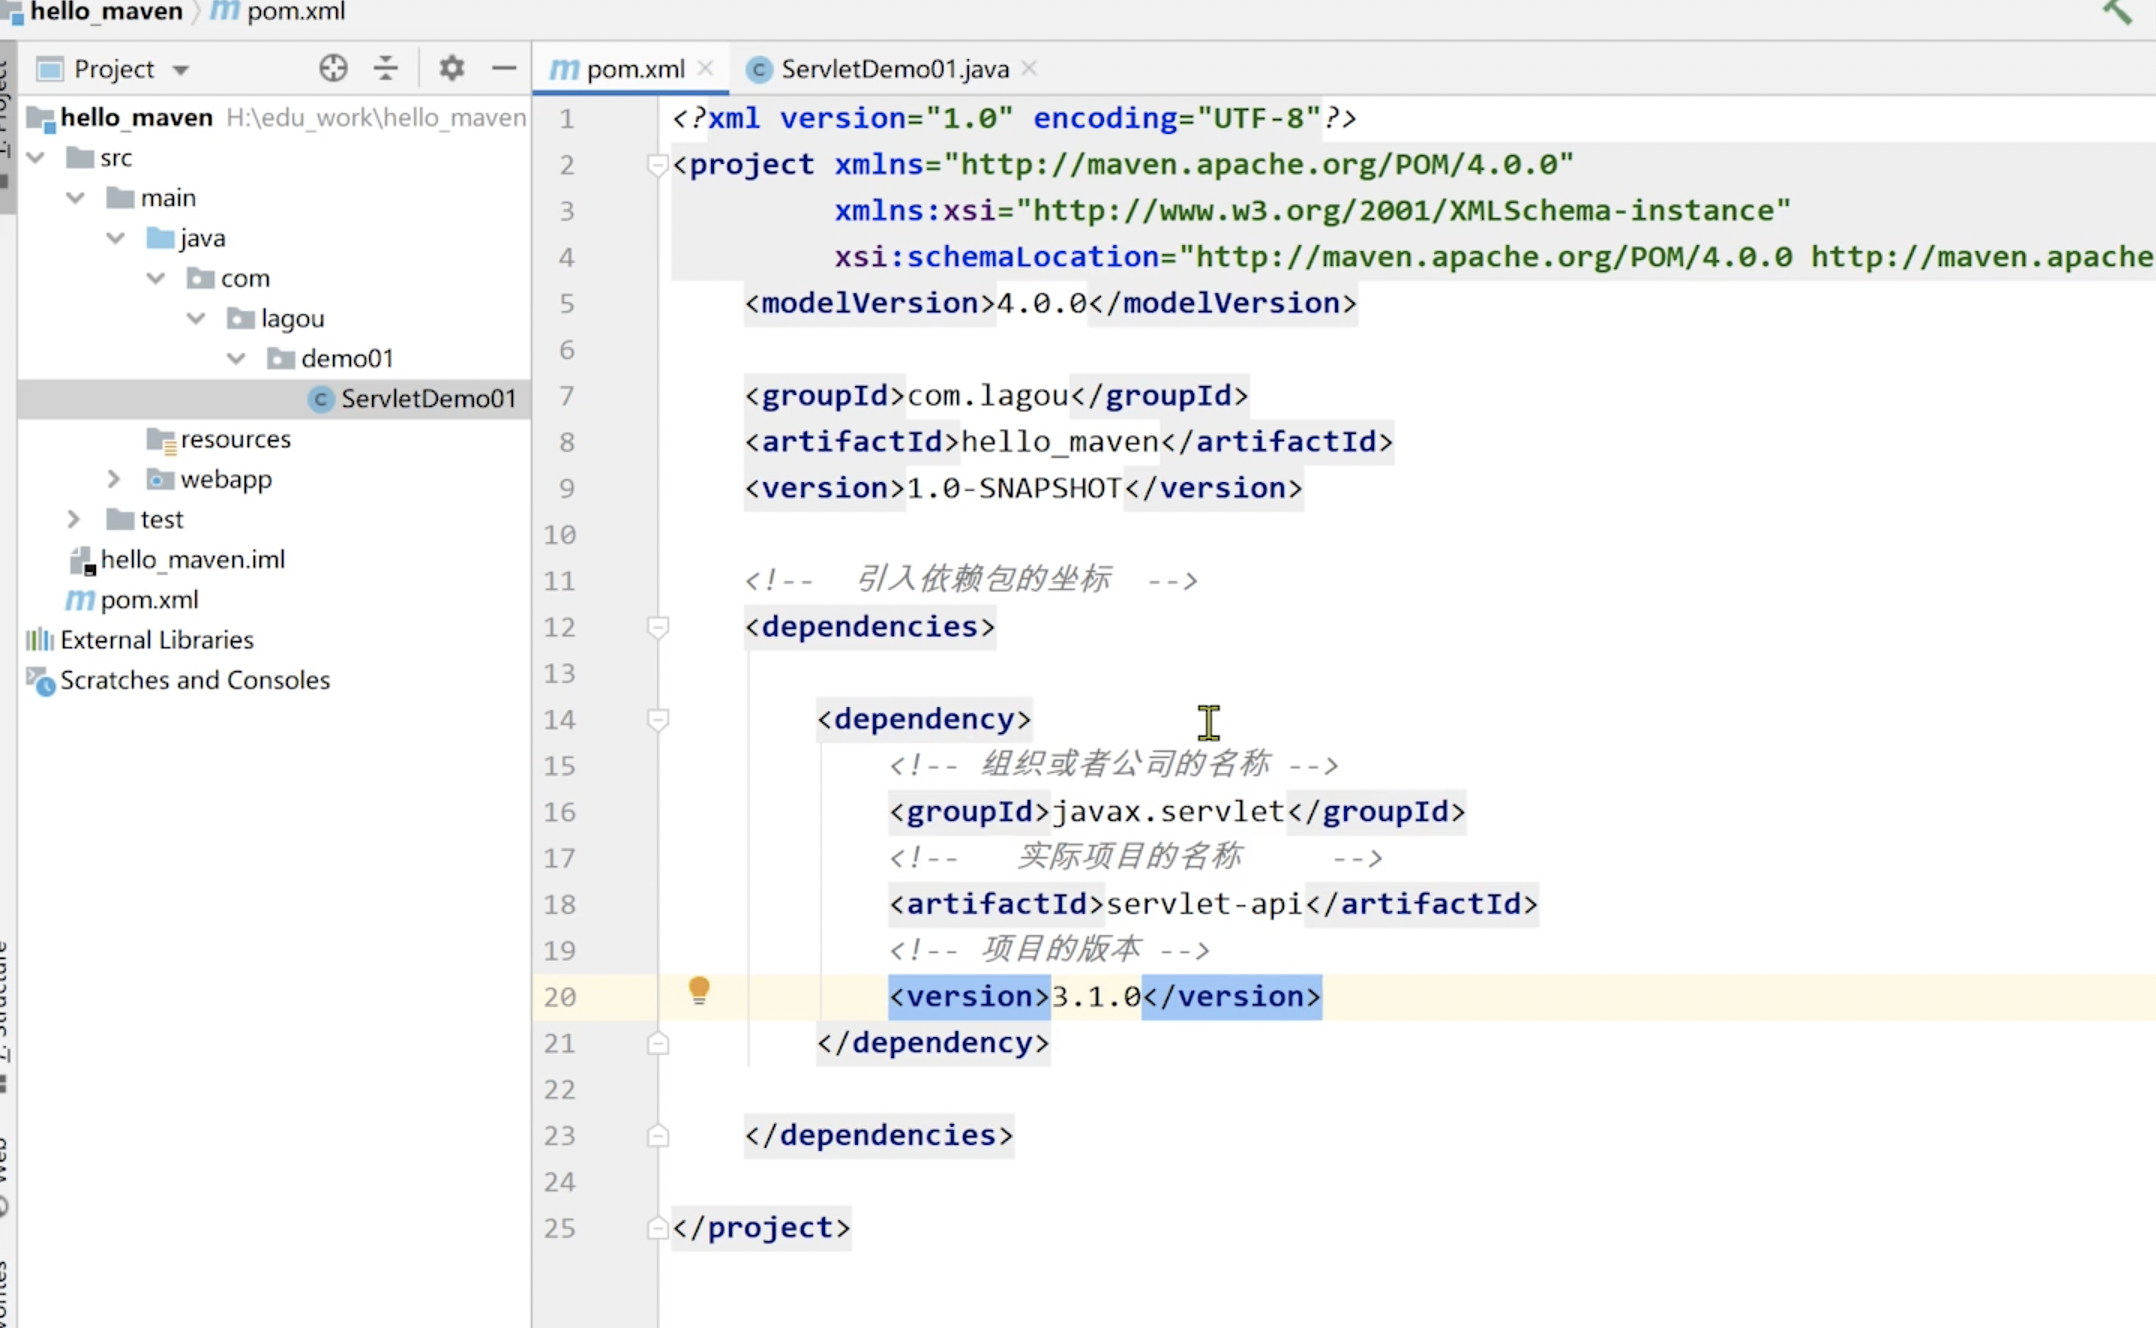 hello_maven pom.xml
Project
pom.xml
ServletDemo01.java
hello_maven H:\edu_work\hello_maven
src
main
java
com
lagou
demo01
ServletDemo01
resources
webapp
test
hello_maven.iml
pom.xml
External Libraries
Scratches and Consoles
1 <?xml version="1.0" encoding="UTF-8"?>
2 <project xmlns="http://maven.apache.org/POM/4.0.0"
3 xmlns:xsi="http://www.w3.org/2001/XMLSchema-instance"
4 xsi:schemaLocation="http://maven.apache.org/POM/4.0.0 http://maven.apache
5 <modelVersion>4.0.0</modelVersion>
6
7 <groupId>com.lagou</groupId>
8 <artifactId>hello_maven</artifactId>
9 <version>1.0-SNAPSHOT</version>
10
11 <!-- 引入依赖包的坐标 -->
12 <dependencies>
13
14 <dependency>
15 <!-- 组织或者公司的名称 -->
16 <groupId>javax.servlet</groupId>
17 <!-- 实际项目的名称 -->
18 <artifactId>servlet-api</artifactId>
19 <!-- 项目的版本 -->
20 <version>3.1.0</version>
21 </dependency>
22
23 </dependencies>
24
25 </project>